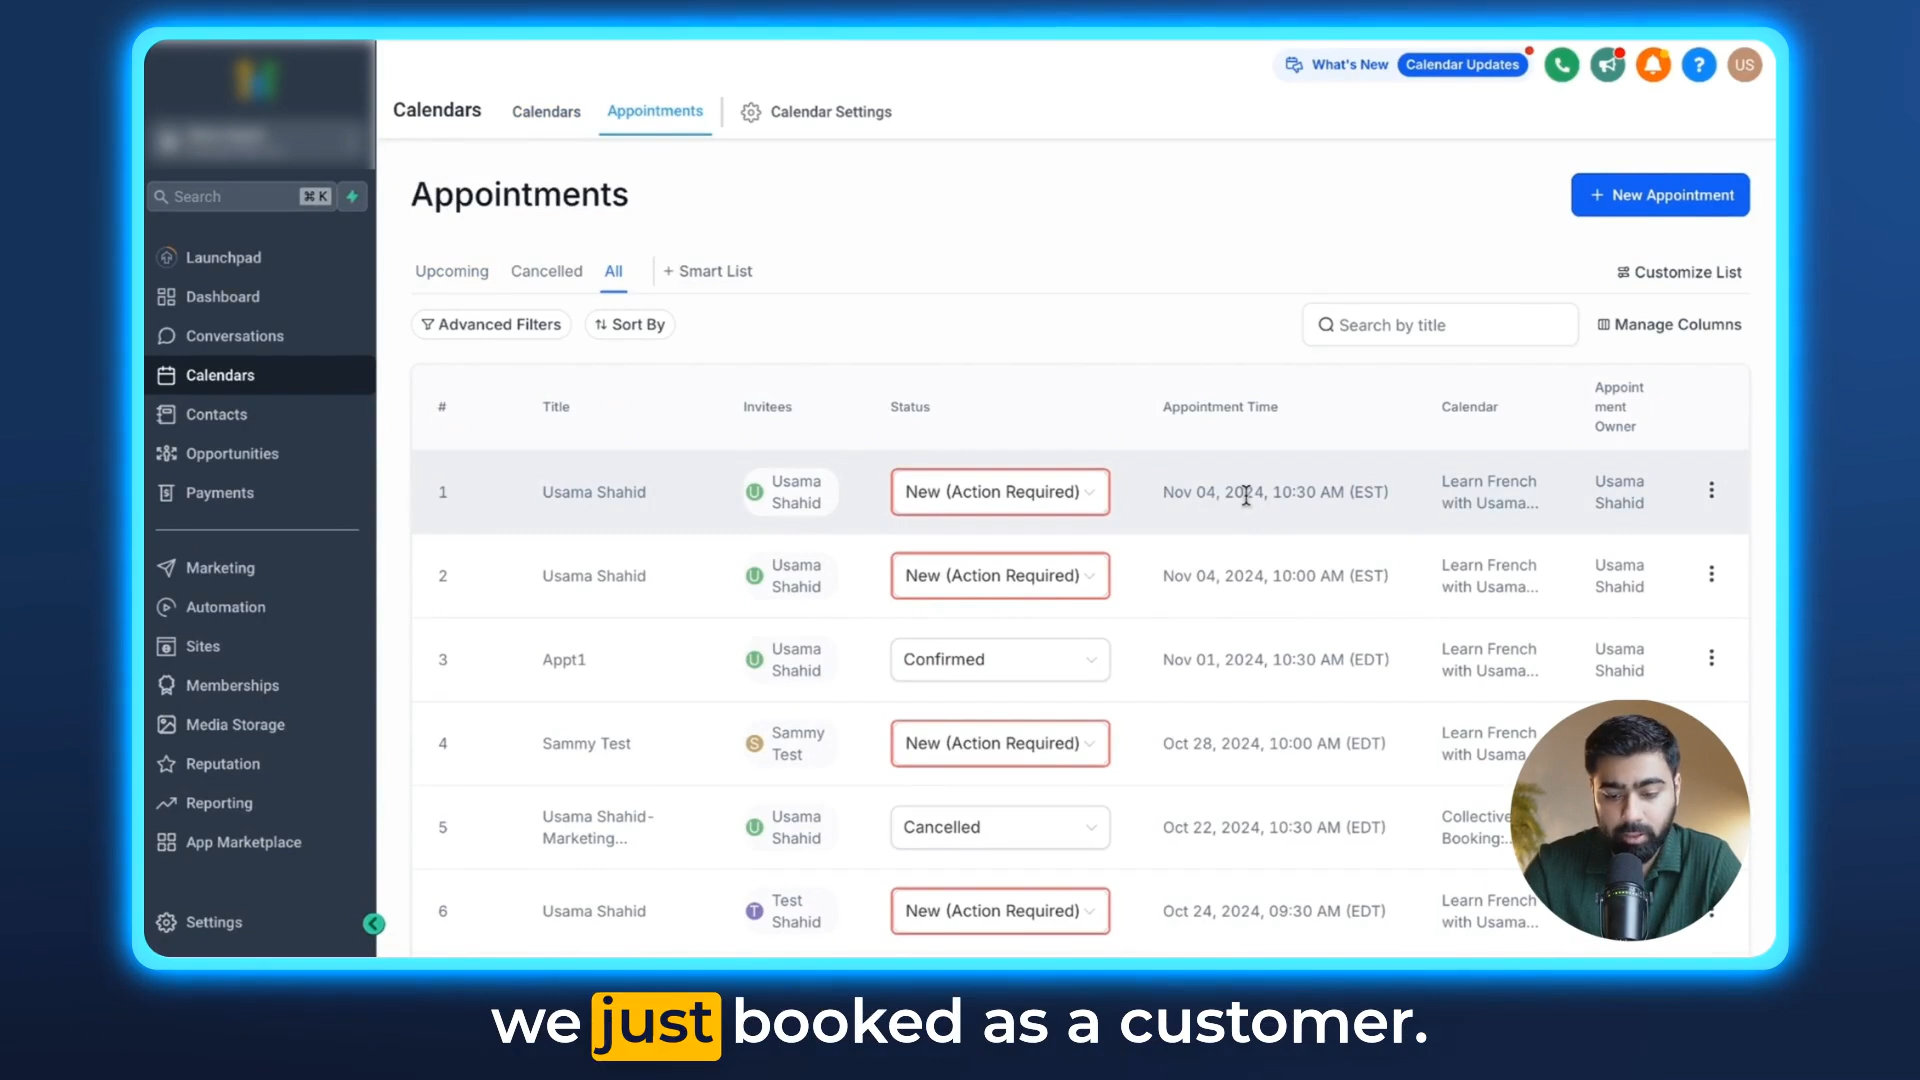 What's New
Calendar Updates
US
Calendars
Calendars
Appointments
Calendar Settings
Search
⌘ K
Launchpad
Dashboard
Conversations
Calendars
Contacts
Opportunities
Payments
Marketing
Automation
Sites
Memberships
Media Storage
Reputation
Reporting
App Marketplace
Settings
Appointments
+ New Appointment
Upcoming
Cancelled
All
+ Smart List
Customize List
Advanced Filters
Sort By
Search by title
Manage Columns
#
Title
Invitees
Status
Appointment Time
Calendar
Appoint
ment
Owner
1
Usama Shahid
U
Usama
Shahid
New (Action Required)
Nov 04, 2024, 10:30 AM (EST)
Learn French
with Usama...
Usama
Shahid
2
Usama Shahid
U
Usama
Shahid
New (Action Required)
Nov 04, 2024, 10:00 AM (EST)
Learn French
with Usama...
Usama
Shahid
3
Appt1
U
Usama
Shahid
Confirmed
Nov 01, 2024, 10:30 AM (EDT)
Learn French
with Usama...
Usama
Shahid
4
Sammy Test
S
Sammy
Test
New (Action Required)
Oct 28, 2024, 10:00 AM (EDT)
Learn French
with Usama
5
Usama Shahid-
Marketing...
U
Usama
Shahid
Cancelled
Oct 22, 2024, 10:30 AM (EDT)
Collective
Booking:...
6
Usama Shahid
T
Test
Shahid
New (Action Required)
Oct 24, 2024, 09:30 AM (EDT)
Learn French
with Usama...
we just booked as a customer.